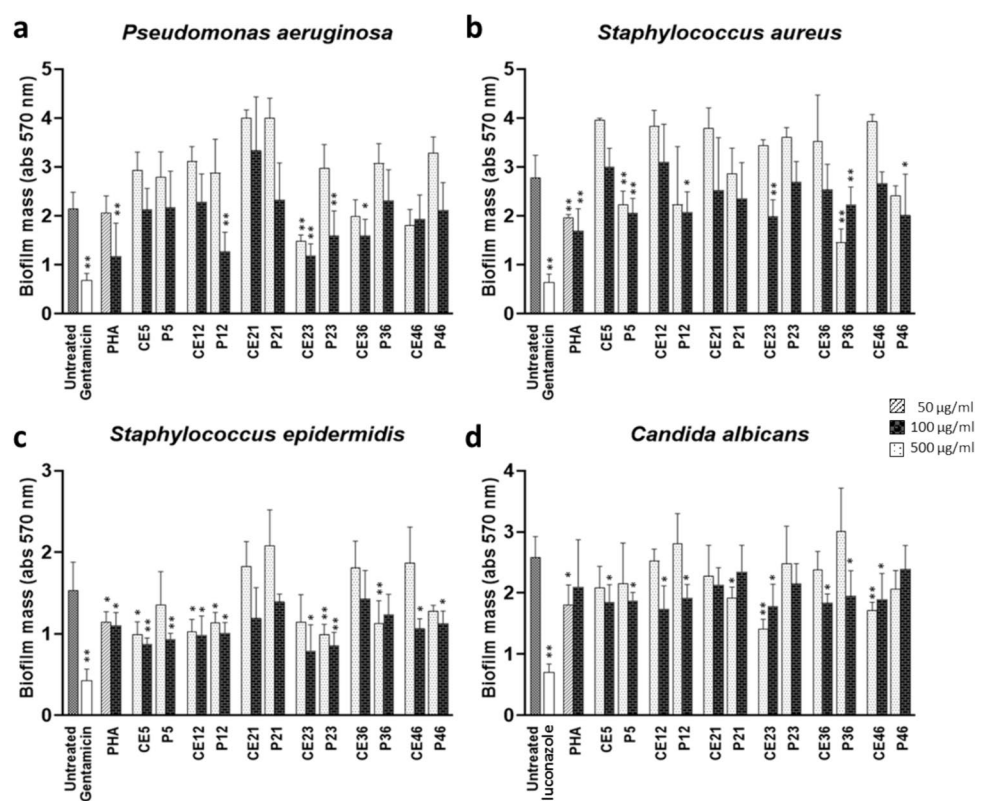 a
Pseudomonas aeruginosa
Biofilm mass (abs 570 nm)
5
4
3
2
1
0
** ** ** ** ** ** *
Untreated
Gentamicin
PHA
CE5
P5
CE12
P12
CE21
P21
CE23
P23
CE36
P36
CE46
P46
b
Staphylococcus aureus
Biofilm mass (abs 570 nm)
5
4
3
2
1
0
** ** ** ** ** * ** ** ** *
Untreated
Gentamicin
PHA
CE5
P5
CE12
P12
CE21
P21
CE23
P23
CE36
P36
CE46
P46
50 µg/ml
100 µg/ml
500 µg/ml
c
Staphylococcus epidermidis
Biofilm mass (abs 570 nm)
3
2
1
0
** * * * ** ** * * * * * ** ** ** * *
Untreated
Gentamicin
PHA
CE5
P5
CE12
P12
CE21
P21
CE23
P23
CE36
P36
CE46
P46
d
Candida albicans
Biofilm mass (abs 570 nm)
4
3
2
1
0
** * * * * * * ** * * * ** *
Untreated
luconazole
PHA
CE5
P5
CE12
P12
CE21
P21
CE23
P23
CE36
P36
CE46
P46